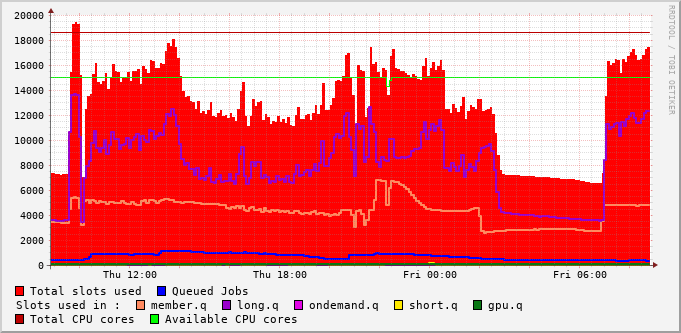 20000
18000
16000
14000
12000
10000
8000
6000
4000
2000
0
Thu 12:00 Thu 18:00 Fri 00:00 Fri 06:00
RRDTOOL / TOBI OETIKER
Total slots used Queued Jobs
Slots used in : member.q long.q ondemand.q short.q gpu.q
Total CPU cores Available CPU cores